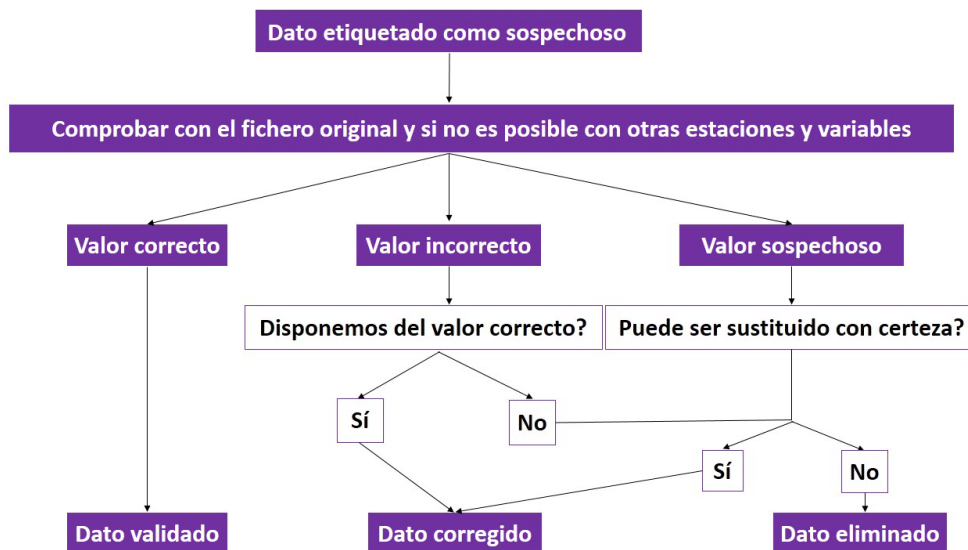 Dato etiquetado como sospechoso
Comprobar con el fichero original y si no es posible con otras estaciones y variables
Valor correcto
Valor incorrecto
Valor sospechoso
Disponemos del valor correcto?
Puede ser sustituido con certeza?
Sí
No
Sí
No
Dato validado
Dato corregido
Dato eliminado